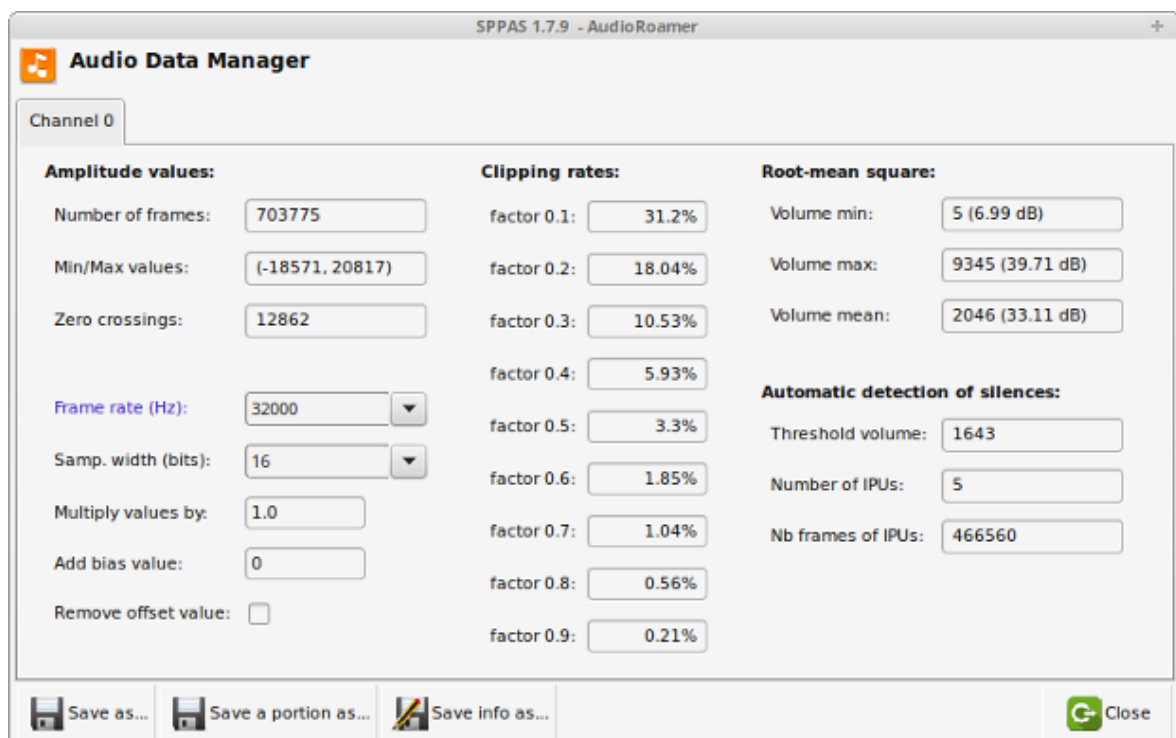 SPPAS 1.7.9 - AudioRoamer
Audio Data Manager
Channel 0
Amplitude values:
Number of frames: 703775
Min/Max values: (-18571, 20817)
Zero crossings: 12862
Frame rate (Hz): 32000
Samp. width (bits): 16
Multiply values by: 1.0
Add bias value: 0
Remove offset value:
Clipping rates:
factor 0.1: 31.2%
factor 0.2: 18.04%
factor 0.3: 10.53%
factor 0.4: 5.93%
factor 0.5: 3.3%
factor 0.6: 1.85%
factor 0.7: 1.04%
factor 0.8: 0.56%
factor 0.9: 0.21%
Root-mean square:
Volume min: 5 (6.99 dB)
Volume max: 9345 (39.71 dB)
Volume mean: 2046 (33.11 dB)
Automatic detection of silences:
Threshold volume: 1643
Number of IPUs: 5
Nb frames of IPUs: 466560
Save as... Save a portion as... Save info as... Close